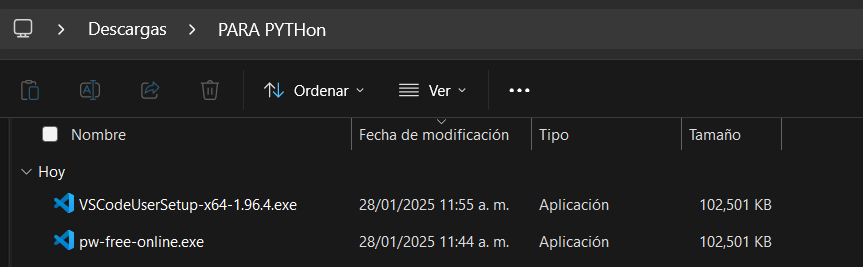 Descargas > PARA PYTHon
Ordenar Ver
Nombre Fecha de modificación Tipo Tamaño
Hoy
VSCodeUserSetup-x64-1.96.4.exe 28/01/2025 11:55 a. m. Aplicación 102,501 KB
pw-free-online.exe 28/01/2025 11:44 a. m. Aplicación 102,501 KB